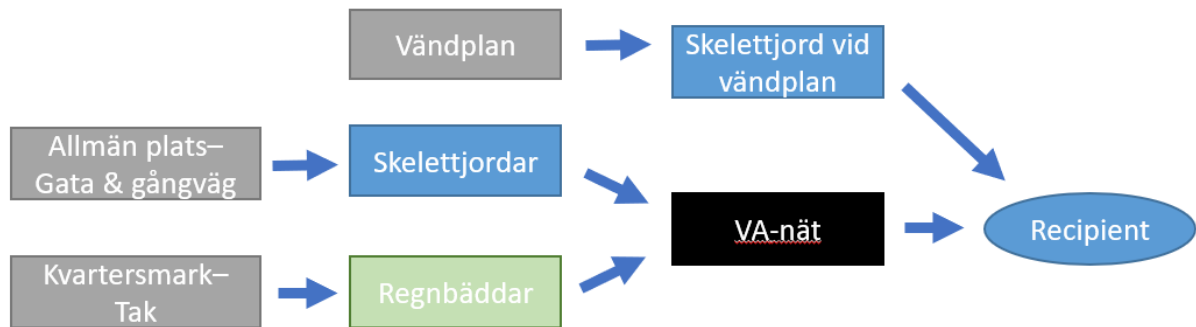 Vändplan
Skelettjord vid
vändplan
Allmän plats–
Gata & gångväg
Skelettjordar
VA-nät
Recipient
Kvartersmark–
Tak
Regnbäddar